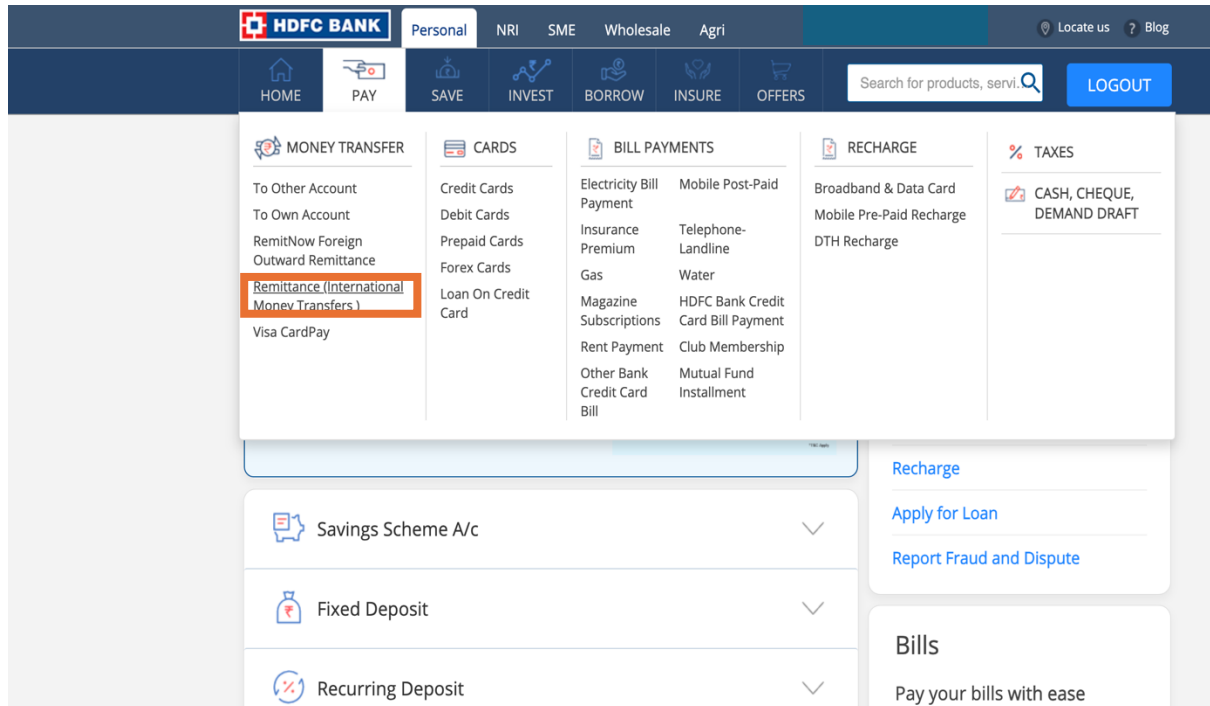 HDFC BANK
Personal
NRI
SME
Wholesale
Agri
Locate us
? Blog
HOME
PAY
SAVE
INVEST
BORROW
INSURE
OFFERS
Search for products, servi.
LOGOUT
MONEY TRANSFER
To Other Account
To Own Account
RemitNow Foreign
Outward Remittance
Remittance (International
Money Transfers )
Visa CardPay
CARDS
Credit Cards
Debit Cards
Prepaid Cards
Forex Cards
Loan On Credit
Card
BILL PAYMENTS
Electricity Bill
Payment
Insurance
Premium
Gas
Magazine
Subscriptions
Rent Payment
Other Bank
Credit Card
Bill
Mobile Post-Paid
Telephone-
Landline
Water
HDFC Bank Credit
Card Bill Payment
Club Membership
Mutual Fund
Installment
RECHARGE
Broadband & Data Card
Mobile Pre-Paid Recharge
DTH Recharge
% TAXES
CASH, CHEQUE,
DEMAND DRAFT
Savings Scheme A/c
Fixed Deposit
Recurring Deposit
Recharge
Apply for Loan
Report Fraud and Dispute
Bills
Pay your bills with ease